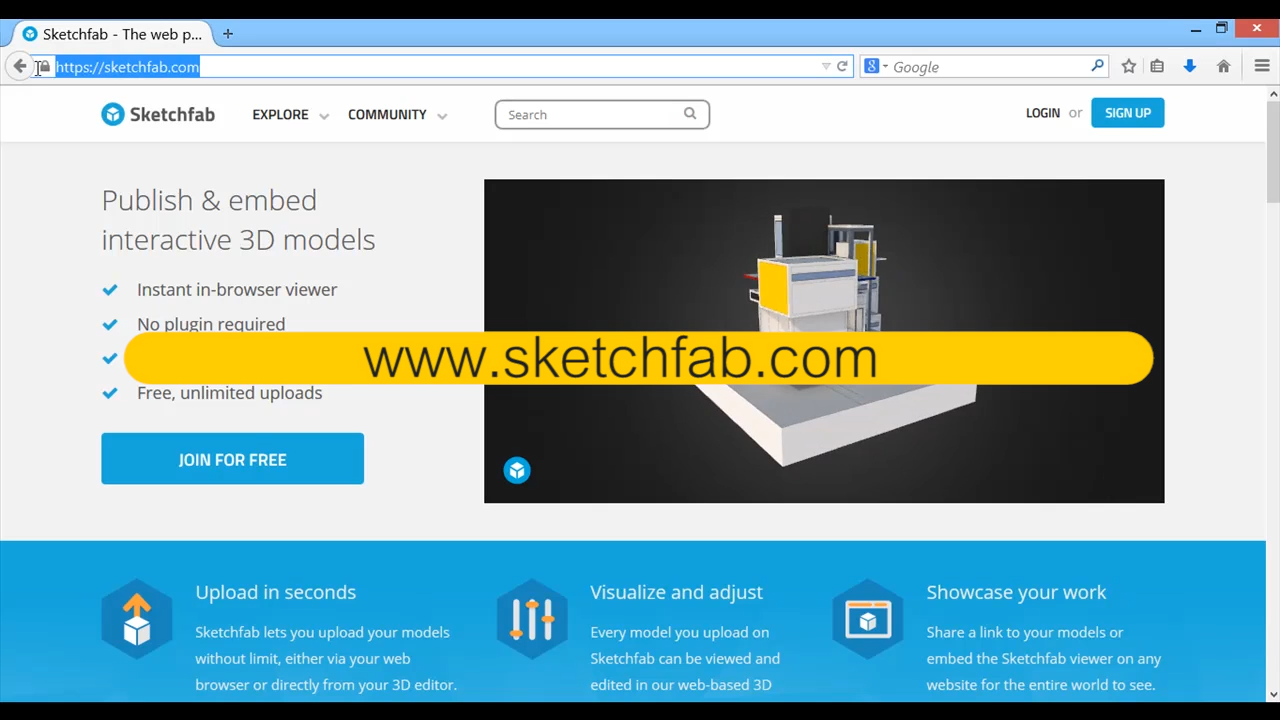 Sketchfab - The web p...
https://sketchfab.com
Google
Sketchfab
EXPLORE
COMMUNITY
Search
LOGIN or SIGN UP
Publish & embed
interactive 3D models
Instant in-browser viewer
No plugin required
www.sketchfab.com
Free, unlimited uploads
JOIN FOR FREE
Upload in seconds
Sketchfab lets you upload your models
without limit, either via your web
browser or directly from your 3D editor.
Visualize and adjust
Every model you upload on
Sketchfab can be viewed and
edited in our web-based 3D
Showcase your work
Share a link to your models or
embed the Sketchfab viewer on any
website for the entire world to see.